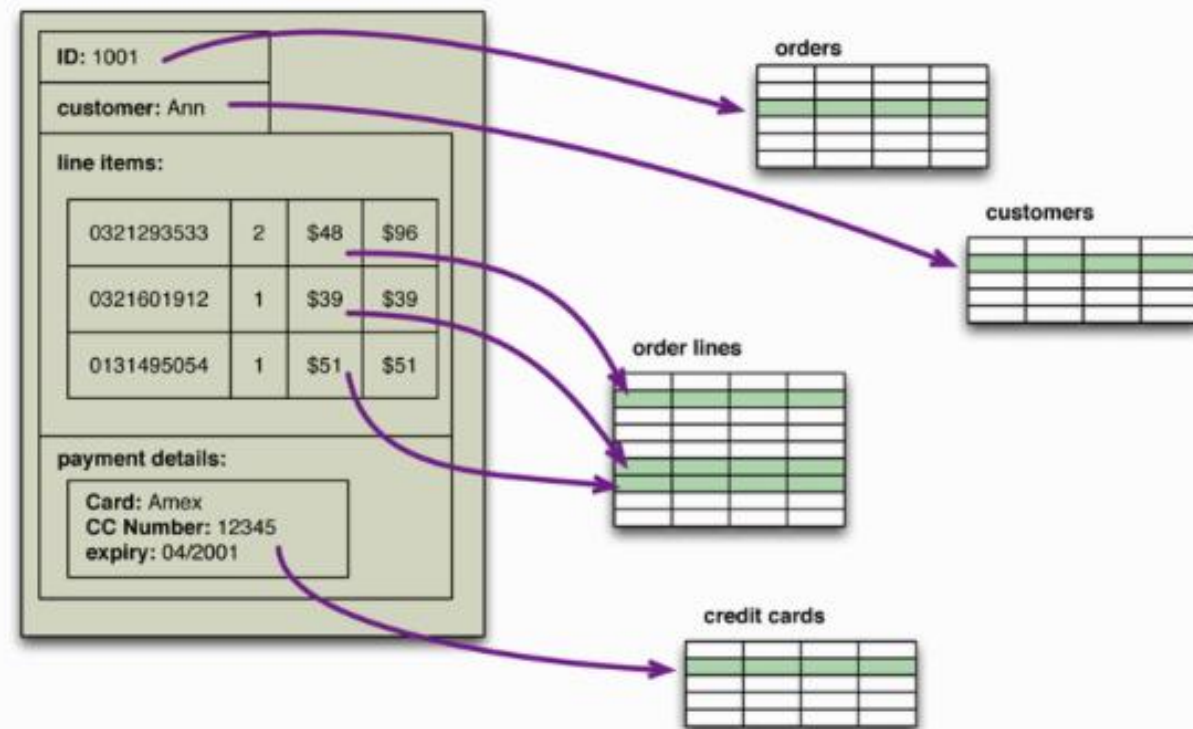 ID: 1001
customer: Ann
line items:
0321293533 2 $48 $96
0321601912 1 $39 $39
0131495054 1 $51 $51
payment details:
Card: Amex
CC Number: 12345
expiry: 04/2001
orders
customers
order lines
credit cards